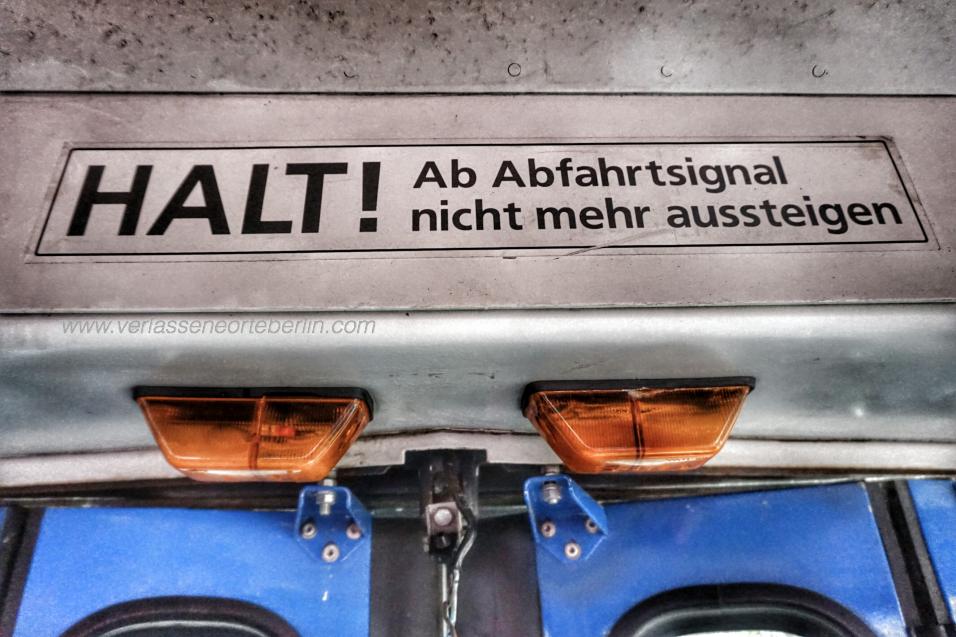 HALT!
Ab Abfahrtsignal
nicht mehr aussteigen
www.verlasseneorteberlin.com